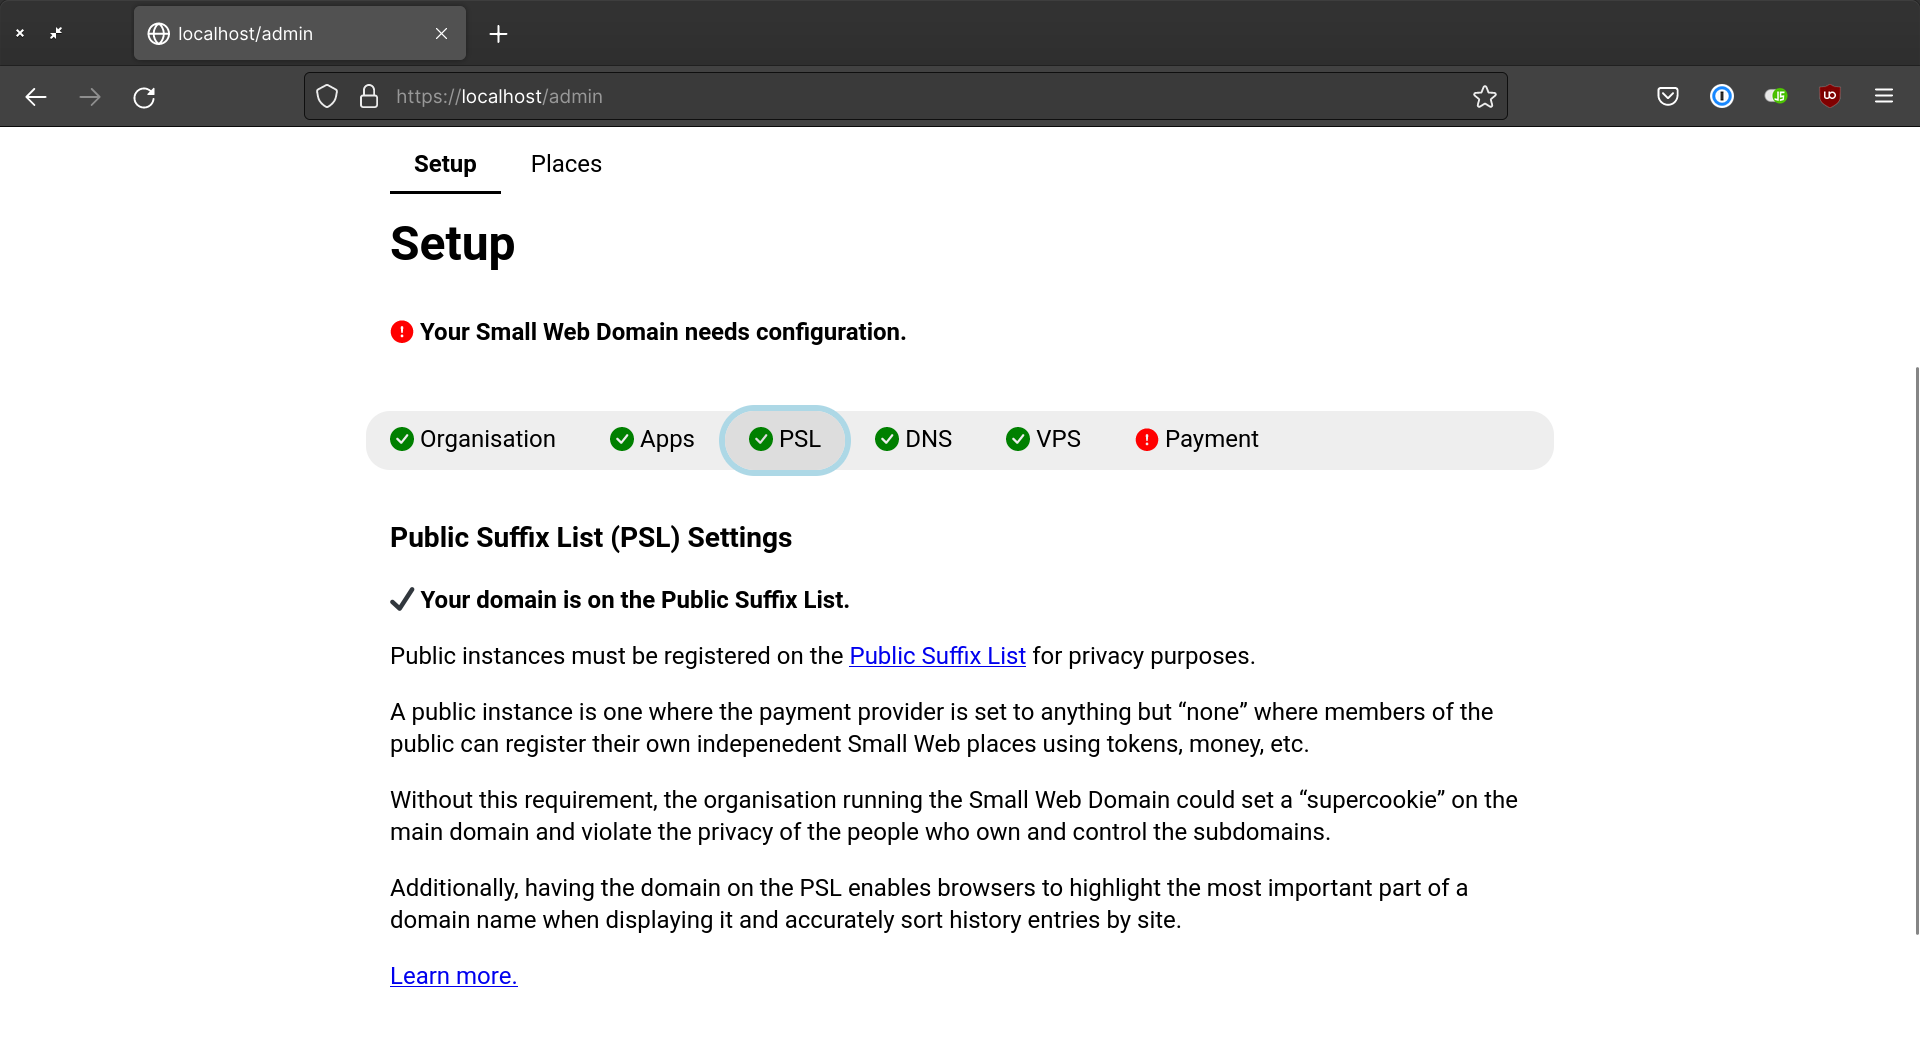 localhost/admin
https://localhost/admin
JS
Setup Places
Setup
Your Small Web Domain needs configuration.
Organisation Apps PSL DNS VPS Payment
Public Suffix List (PSL) Settings
✔ Your domain is on the Public Suffix List.
Public instances must be registered on the Public Suffix List for privacy purposes.
A public instance is one where the payment provider is set to anything but “none” where members of the
public can register their own indepenedent Small Web places using tokens, money, etc.
Without this requirement, the organisation running the Small Web Domain could set a “supercookie” on the
main domain and violate the privacy of the people who own and control the subdomains.
Additionally, having the domain on the PSL enables browsers to highlight the most important part of a
domain name when displaying it and accurately sort history entries by site.
Learn more.